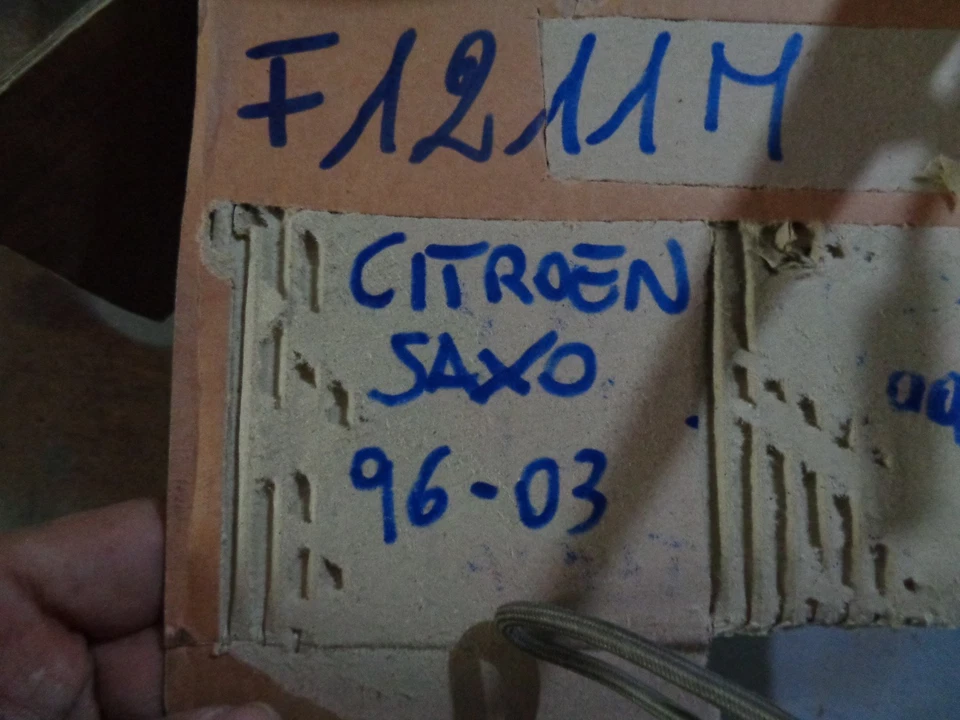 F1211M
CITROEN
SAXO
96-03